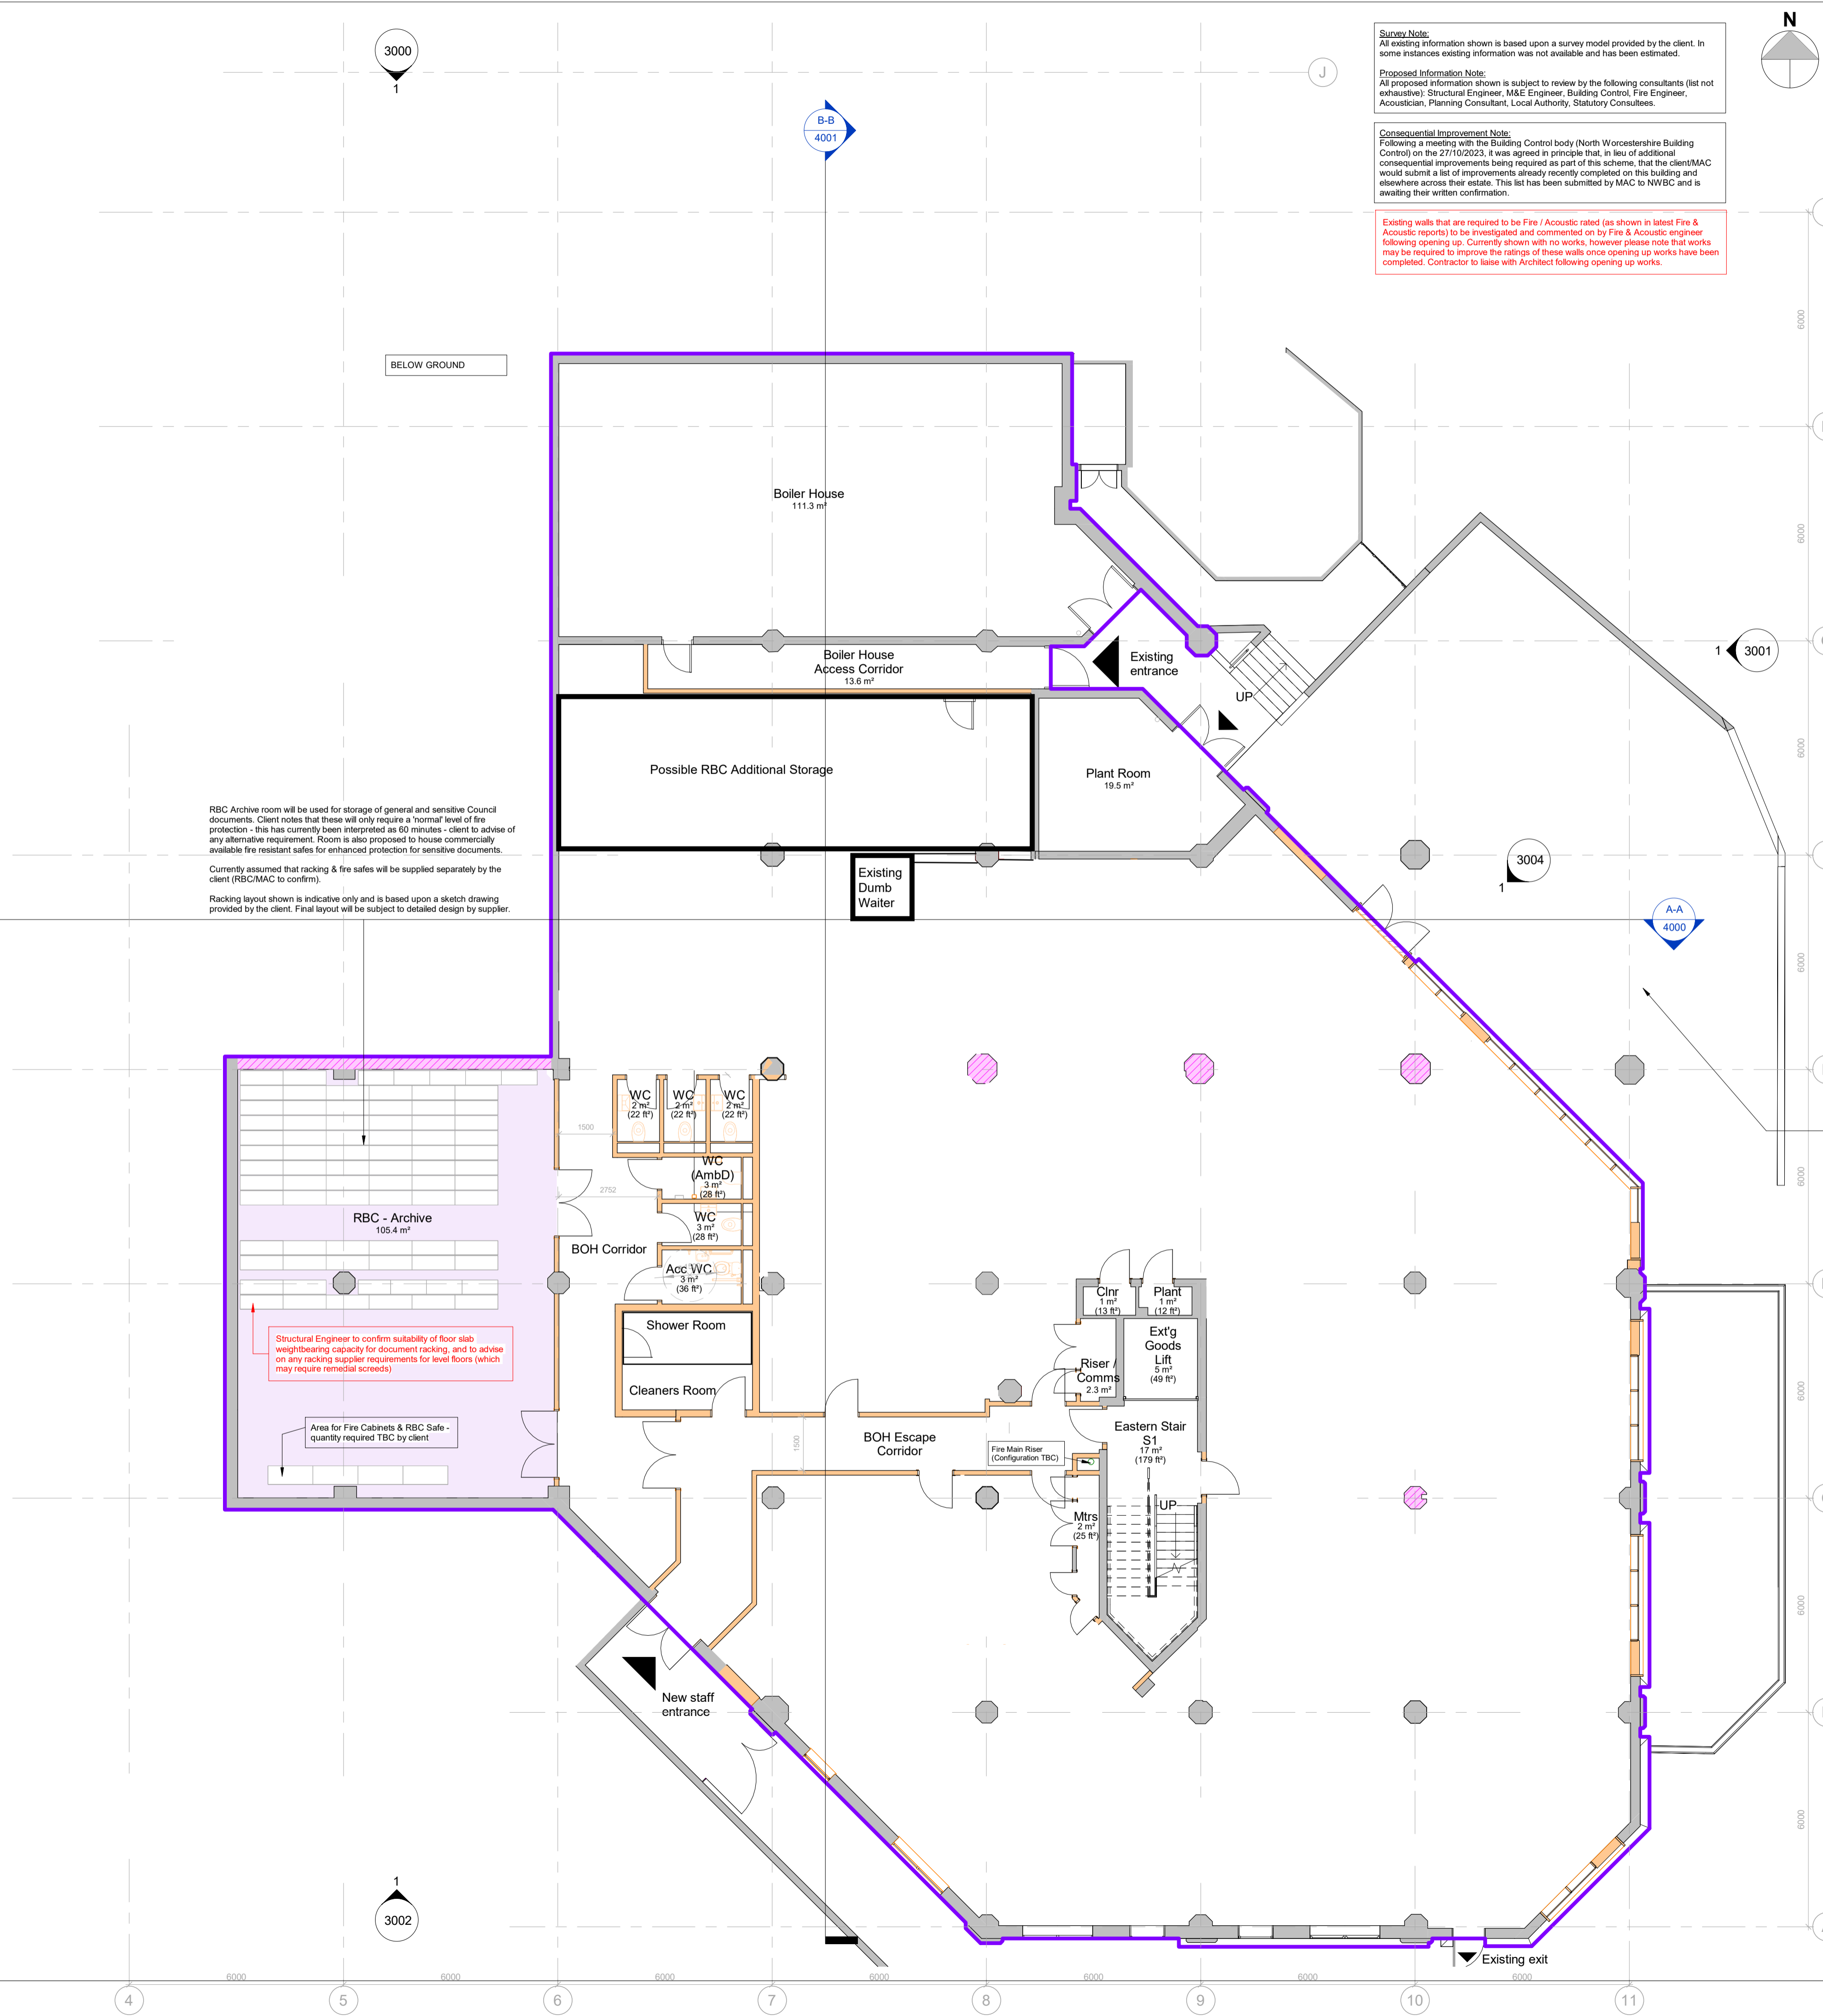 N
Survey Note:
All existing information shown is based upon a survey model provided by the client. In
some instances existing information was not available and has been estimated.
Proposed Information Note:
All proposed information shown is subject to review by the following consultants (list not
exhaustive): Structural Engineer, M&E Engineer, Building Control, Fire Engineer,
Acoustician, Planning Consultant, Local Authority, Statutory Consultees.
3000
1
J
B-B
4001
Consequential Improvement Note:
Following a meeting with the Building Control body (North Worcestershire Building
Control) on the 27/10/2023, it was agreed in principle that, in lieu of additional
consequential improvements being required as part of this scheme, that the client/MAC
would submit a list of improvements already recently completed on this building and
elsewhere across their estate. This list has been submitted by MAC to NWBC and is
awaiting their written confirmation.
Existing walls that are required to be Fire / Acoustic rated (as shown in latest Fire &
Acoustic reports) to be investigated and commented on by Fire & Acoustic engineer
following opening up. Currently shown with no works, however please note that works
may be required to improve the ratings of these walls once opening up works have been
completed. Contractor to liaise with Architect following opening up works.
6000
BELOW GROUND
Boiler House
111.3 m²
6000
Boiler House
Access Corridor
13.6 m²
Existing
entrance
UP
1
3001
6000
Possible RBC Additional Storage
Plant Room
19.5 m²
RBC Archive room will be used for storage of general and sensitive Council
documents. Client notes that these will only require a 'normal' level of fire
protection - this has currently been interpreted as 60 minutes - client to advise of
any alternative requirement. Room is also proposed to house commercially
available fire resistant safes for enhanced protection for sensitive documents.
Currently assumed that racking & fire safes will be supplied separately by the
client (RBC/MAC to confirm).
Racking layout shown is indicative only and is based upon a sketch drawing
provided by the client. Final layout will be subject to detailed design by supplier.
Existing
Dumb
Waiter
3004
1
A-A
4000
6000
WC
2 m²
(22 ft²)
WC
2 m²
(22 ft²)
WC
2 m²
(22 ft²)
1500
WC
(AmbD)
3 m²
(28 ft²)
2752
6000
RBC - Archive
105.4 m²
WC
3 m²
(28 ft²)
BOH Corridor
Acc WC
3 m²
(36 ft²)
Clnr
1 m²
(13 ft²)
Plant
1 m²
(12 ft²)
Shower Room
Structural Engineer to confirm suitability of floor slab
weightbearing capacity for document racking, and to advise
on any racking supplier requirements for level floors (which
may require remedial screeds)
Ext'g
Goods
Lift
5 m²
(49 ft²)
Riser /
Comms
2.3 m²
Cleaners Room
6000
Area for Fire Cabinets & RBC Safe -
quantity required TBC by client
BOH Escape
Corridor
1500
Eastern Stair
S1
17 m²
(179 ft²)
Fire Main Riser
(Configuration TBC)
UP
Mtrs
2 m²
(25 ft²)
6000
New staff
entrance
6000
1
3002
Existing exit
6000
6000
6000
6000
6000
6000
6000
4
5
6
7
8
9
10
11